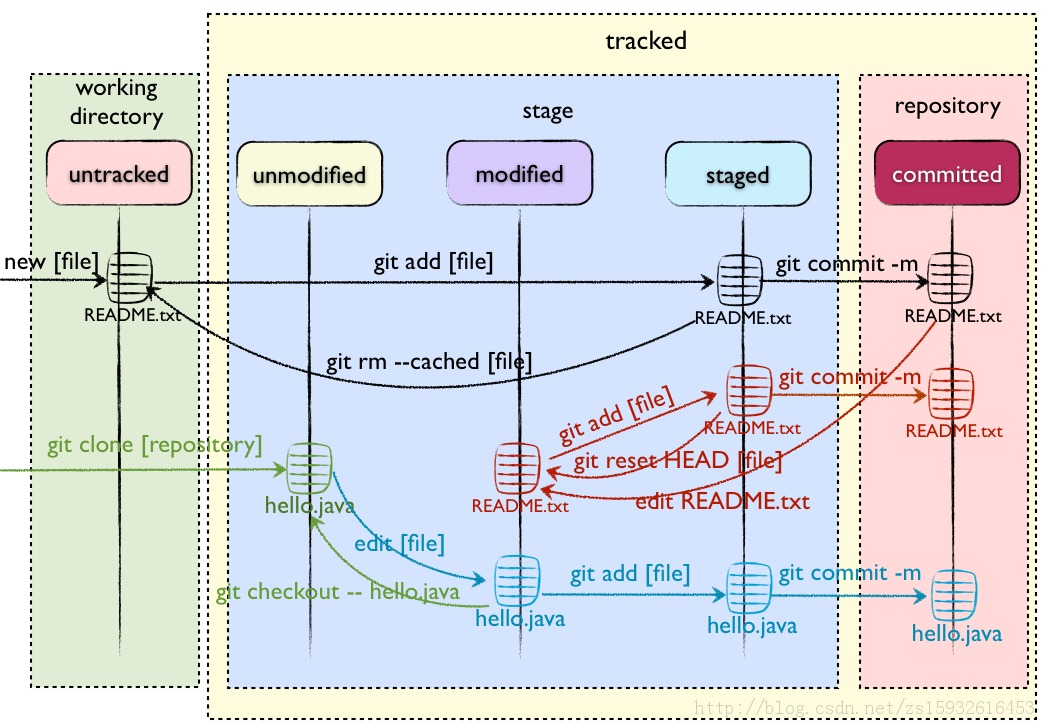 tracked
working
directory
stage
repository
untracked
unmodified
modified
staged
committed
new [file]
git add [file]
git commit -m
README.txt
README.txt
README.txt
git rm --cached [file]
git add [file]
git commit -m
README.txt
README.txt
git clone [repository]
git reset HEAD [file]
hello.java
README.txt
edit README.txt
edit [file]
git add [file]
git commit -m
git checkout -- hello.java
hello.java
hello.java
hello.java
http://blog.csdn.net/zs15932616453